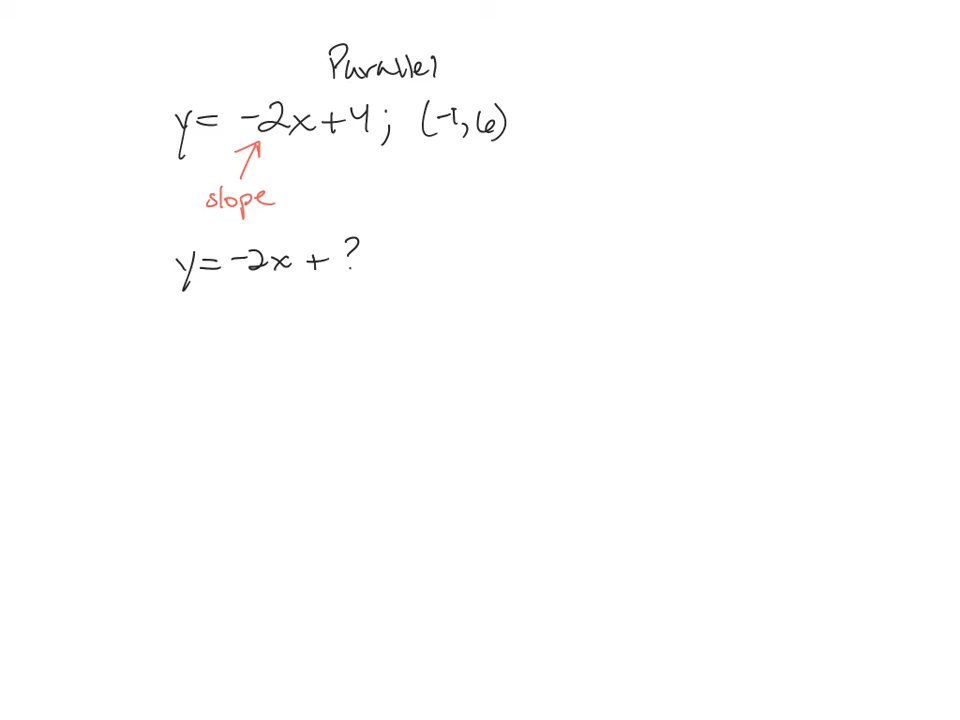 Parallel
y= -2x+4; (-1,6)
slope
y= -2x + ?